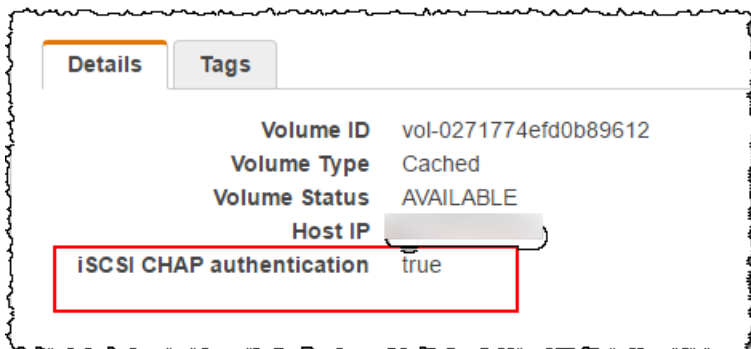 Details Tags
Volume ID vol-0271774efd0b89612
Volume Type Cached
Volume Status AVAILABLE
Host IP
iSCSI CHAP authentication true